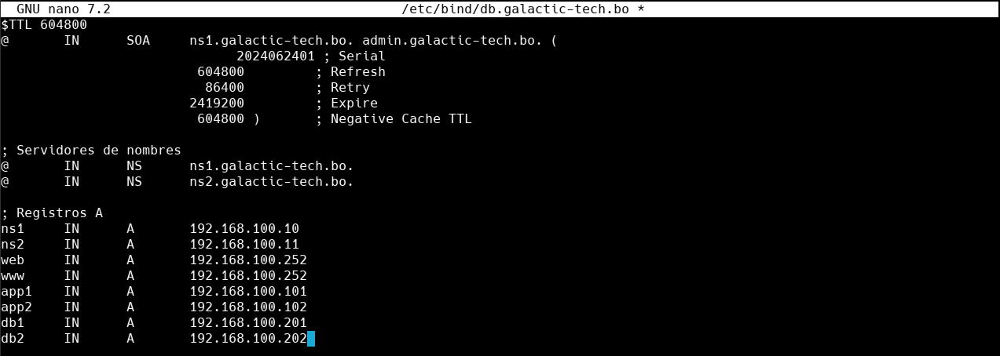 GNU nano 7.2 /etc/bind/db.galactic-tech.bo *
$TTL 604800
@ IN SOA ns1.galactic-tech.bo. admin.galactic-tech.bo. (
2024062401 ; Serial
604800 ; Refresh
86400 ; Retry
2419200 ; Expire
604800 ) ; Negative Cache TTL
; Servidores de nombres
@ IN NS ns1.galactic-tech.bo.
@ IN NS ns2.galactic-tech.bo.
; Registros A
ns1 IN A 192.168.100.10
ns2 IN A 192.168.100.11
web IN A 192.168.100.252
www IN A 192.168.100.252
app1 IN A 192.168.100.101
app2 IN A 192.168.100.102
db1 IN A 192.168.100.201
db2 IN A 192.168.100.202